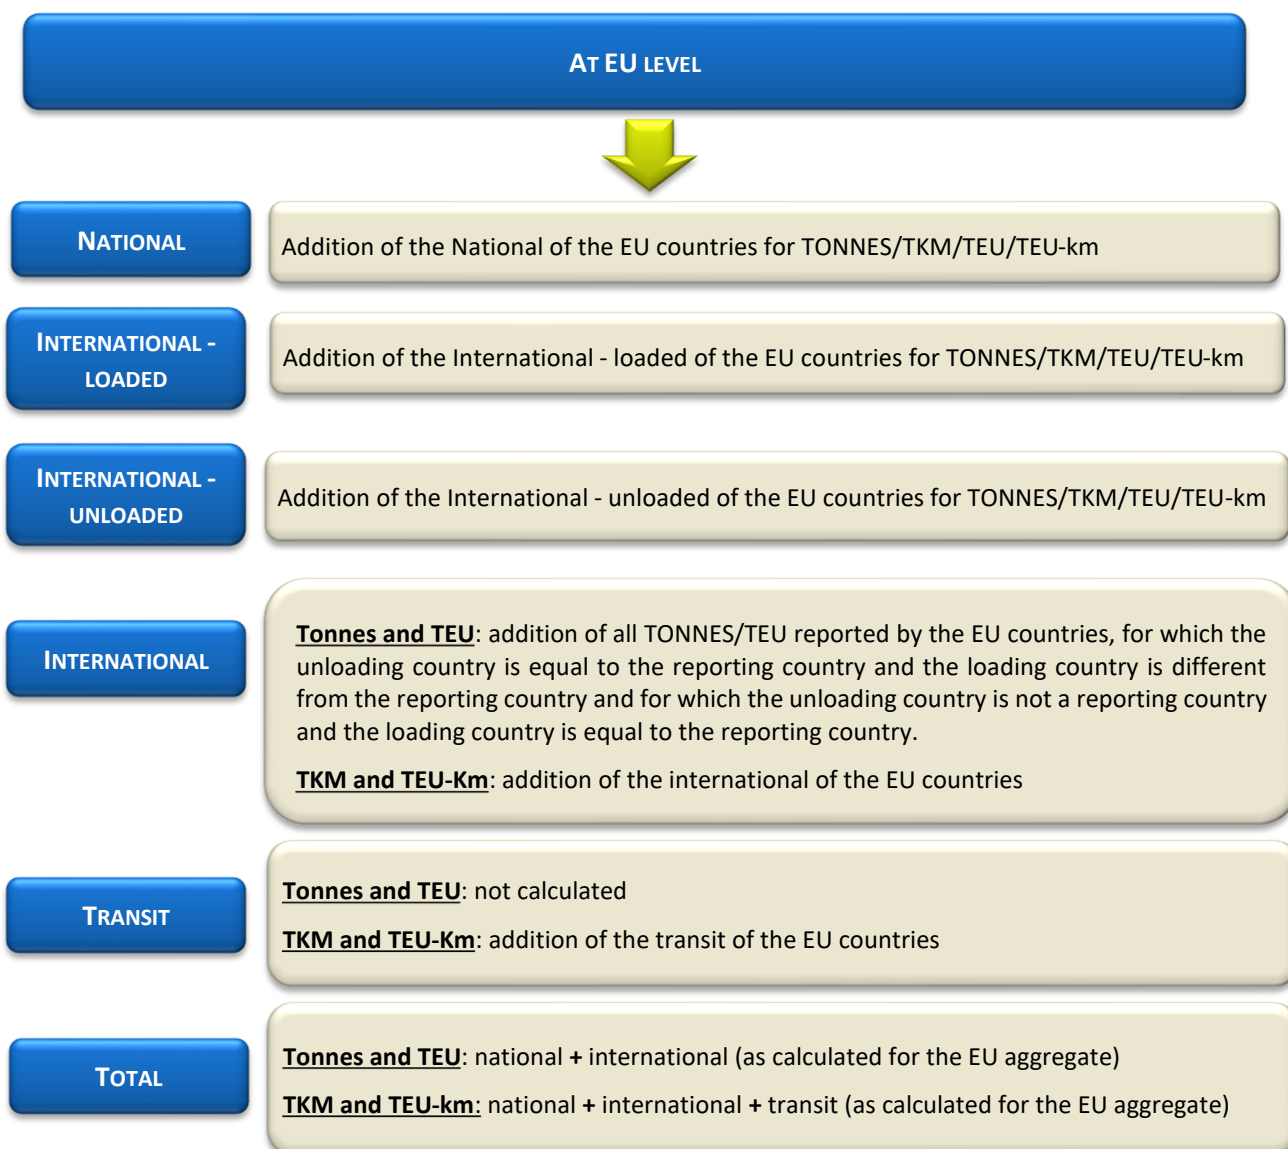 AT EU LEVEL
NATIONAL
Addition of the National of the EU countries for TONNES/TKM/TEU/TEU-km
INTERNATIONAL -
LOADED
Addition of the International - loaded of the EU countries for TONNES/TKM/TEU/TEU-km
INTERNATIONAL -
UNLOADED
Addition of the International - unloaded of the EU countries for TONNES/TKM/TEU/TEU-km
INTERNATIONAL
Tonnes and TEU: addition of all TONNES/TEU reported by the EU countries, for which the
unloading country is equal to the reporting country and the loading country is different
from the reporting country and for which the unloading country is not a reporting country
and the loading country is equal to the reporting country.
TKM and TEU-Km: addition of the international of the EU countries
TRANSIT
Tonnes and TEU: not calculated
TKM and TEU-Km: addition of the transit of the EU countries
TOTAL
Tonnes and TEU: national + international (as calculated for the EU aggregate)
TKM and TEU-km: national + international + transit (as calculated for the EU aggregate)